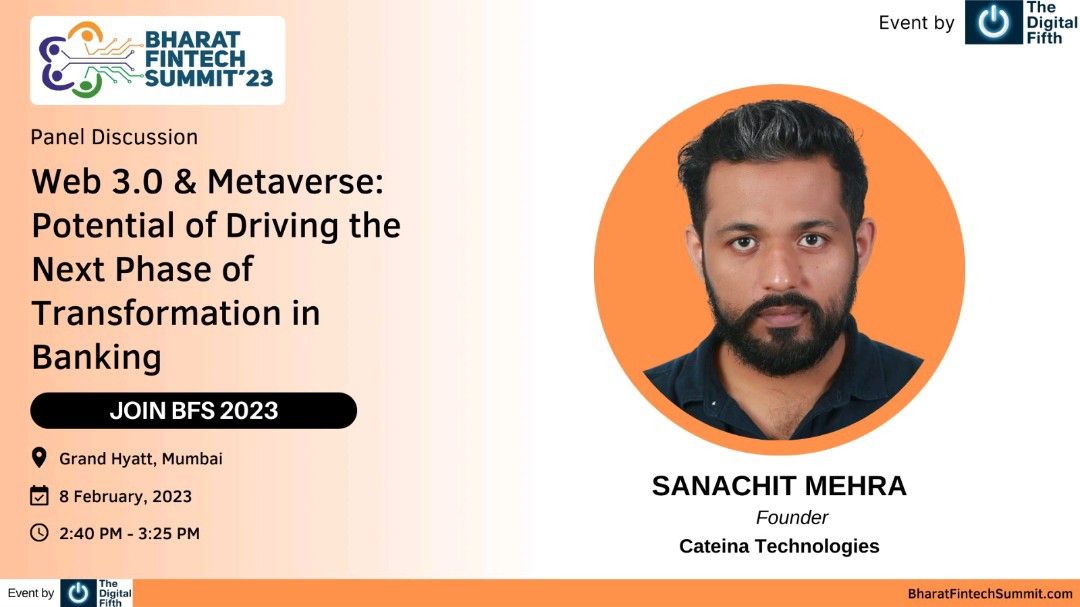 BHARAT
FINTECH
SUMMIT'23
Event by
The
Digital
Fifth
Panel Discussion
Web 3.0 & Metaverse:
Potential of Driving the
Next Phase of
Transformation in
Banking
JOIN BFS 2023
Grand Hyatt, Mumbai
8 February, 2023
2:40 PM - 3:25 PM
SANACHIT MEHRA
Founder
Cateina Technologies
Event by
The
Digital
Fifth
BharatFintechSummit.com